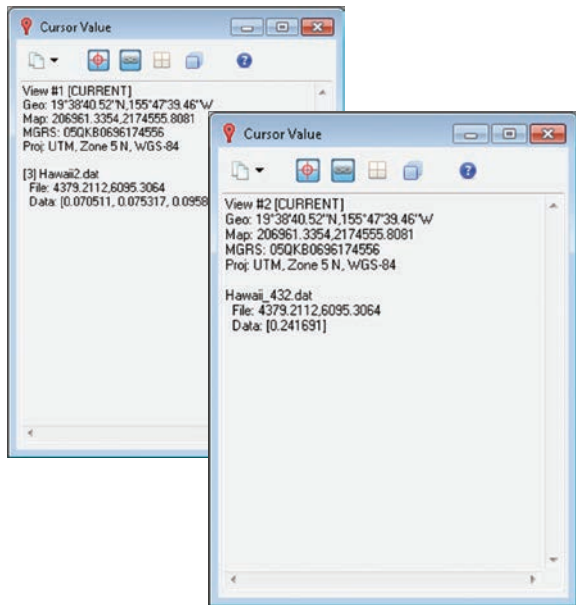 Cursor Value
View #1 [CURRENT]
Geo: 19°38'40.52"N,155°47'39.46"W
Map: 206961.3354,2174555.8081
MGRS: 05QKB0696174556
Proj: UTM, Zone 5 N, WGS-84
[3] Hawaii2.dat
File: 4379.2112,6095.3064
Data: [0.070511, 0.075317, 0.0958
Cursor Value
View #2 [CURRENT]
Geo: 19°38'40.52"N,155°47'39.46"W
Map: 206961.3354,2174555.8081
MGRS: 05QKB0696174556
Proj: UTM, Zone 5 N, WGS-84
Hawaii_432.dat
File: 4379.2112,6095.3064
Data: [0.241691]